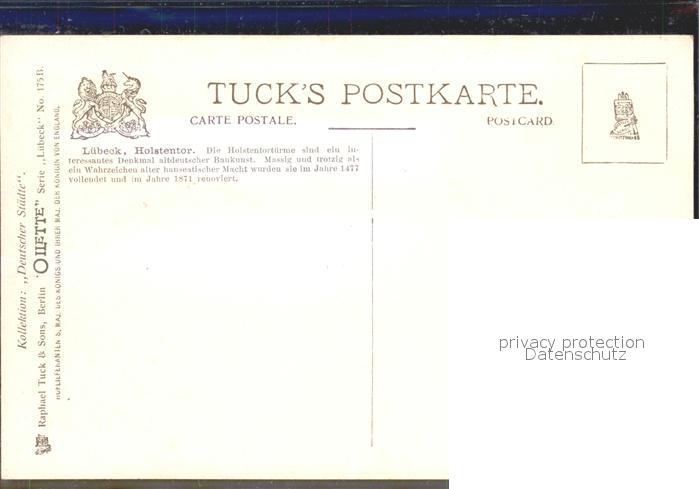 TUCK'S POSTKARTE.
CARTE POSTALE.
POSTCARD.
Lübeck, Holstentor. Die Holstentortürme sind ein in-
teressantes Denkmal altdeutscher Baukunst. Massig und trotzig als
ein Wahrzeichen alter hanseatischer Macht wurden sie im Jahre 1477
vollendet und im Jahre 1871 renoviert.
Kollektion: „Deutscher Städte".
Raphael Tuck & Sons, Berlin "OILETTE" Serie „Lübeck" No. 175B.
HOFLIEFERANTEN S. MAJ. DES KÖNIGS UND IHRER MAJ. DER KÖNIGIN VON ENGLAND.
privacy protection
Datenschutz